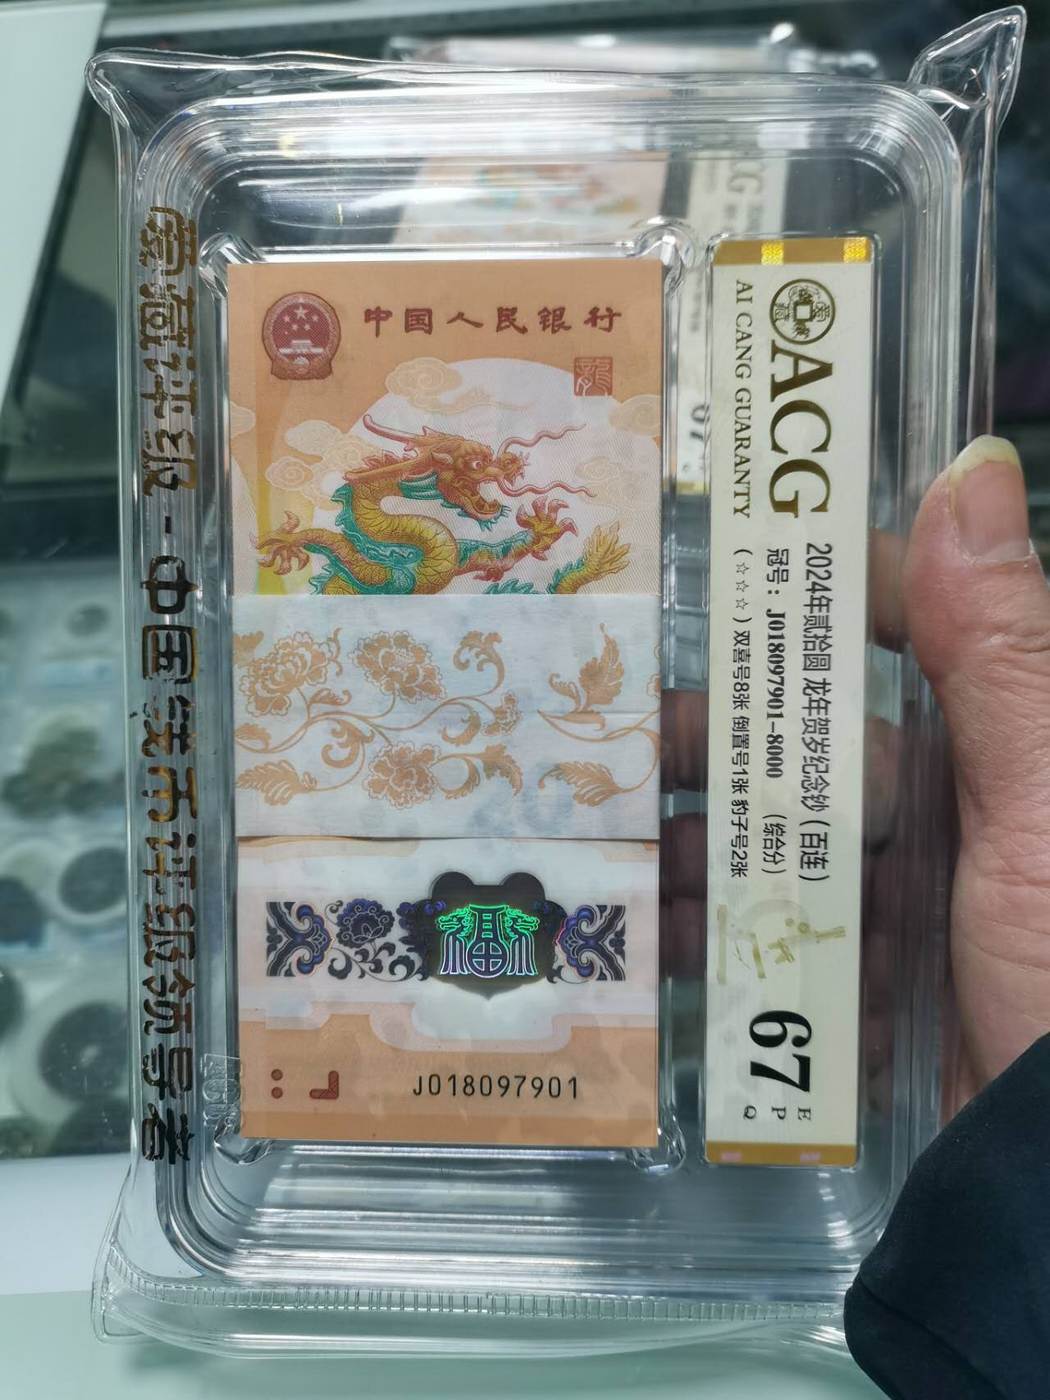 爱藏评级-中国钱币评级领导者
中国人民银行
福
J018097901
ACG
AI CANG GUARANTY
2024年贰拾圆 龙年贺岁纪念钞（百连）
冠号：J018097901-8000 （综合分）
（☆☆☆）双喜号8张 倒置号1张 豹子号2张
67
E
P
Q